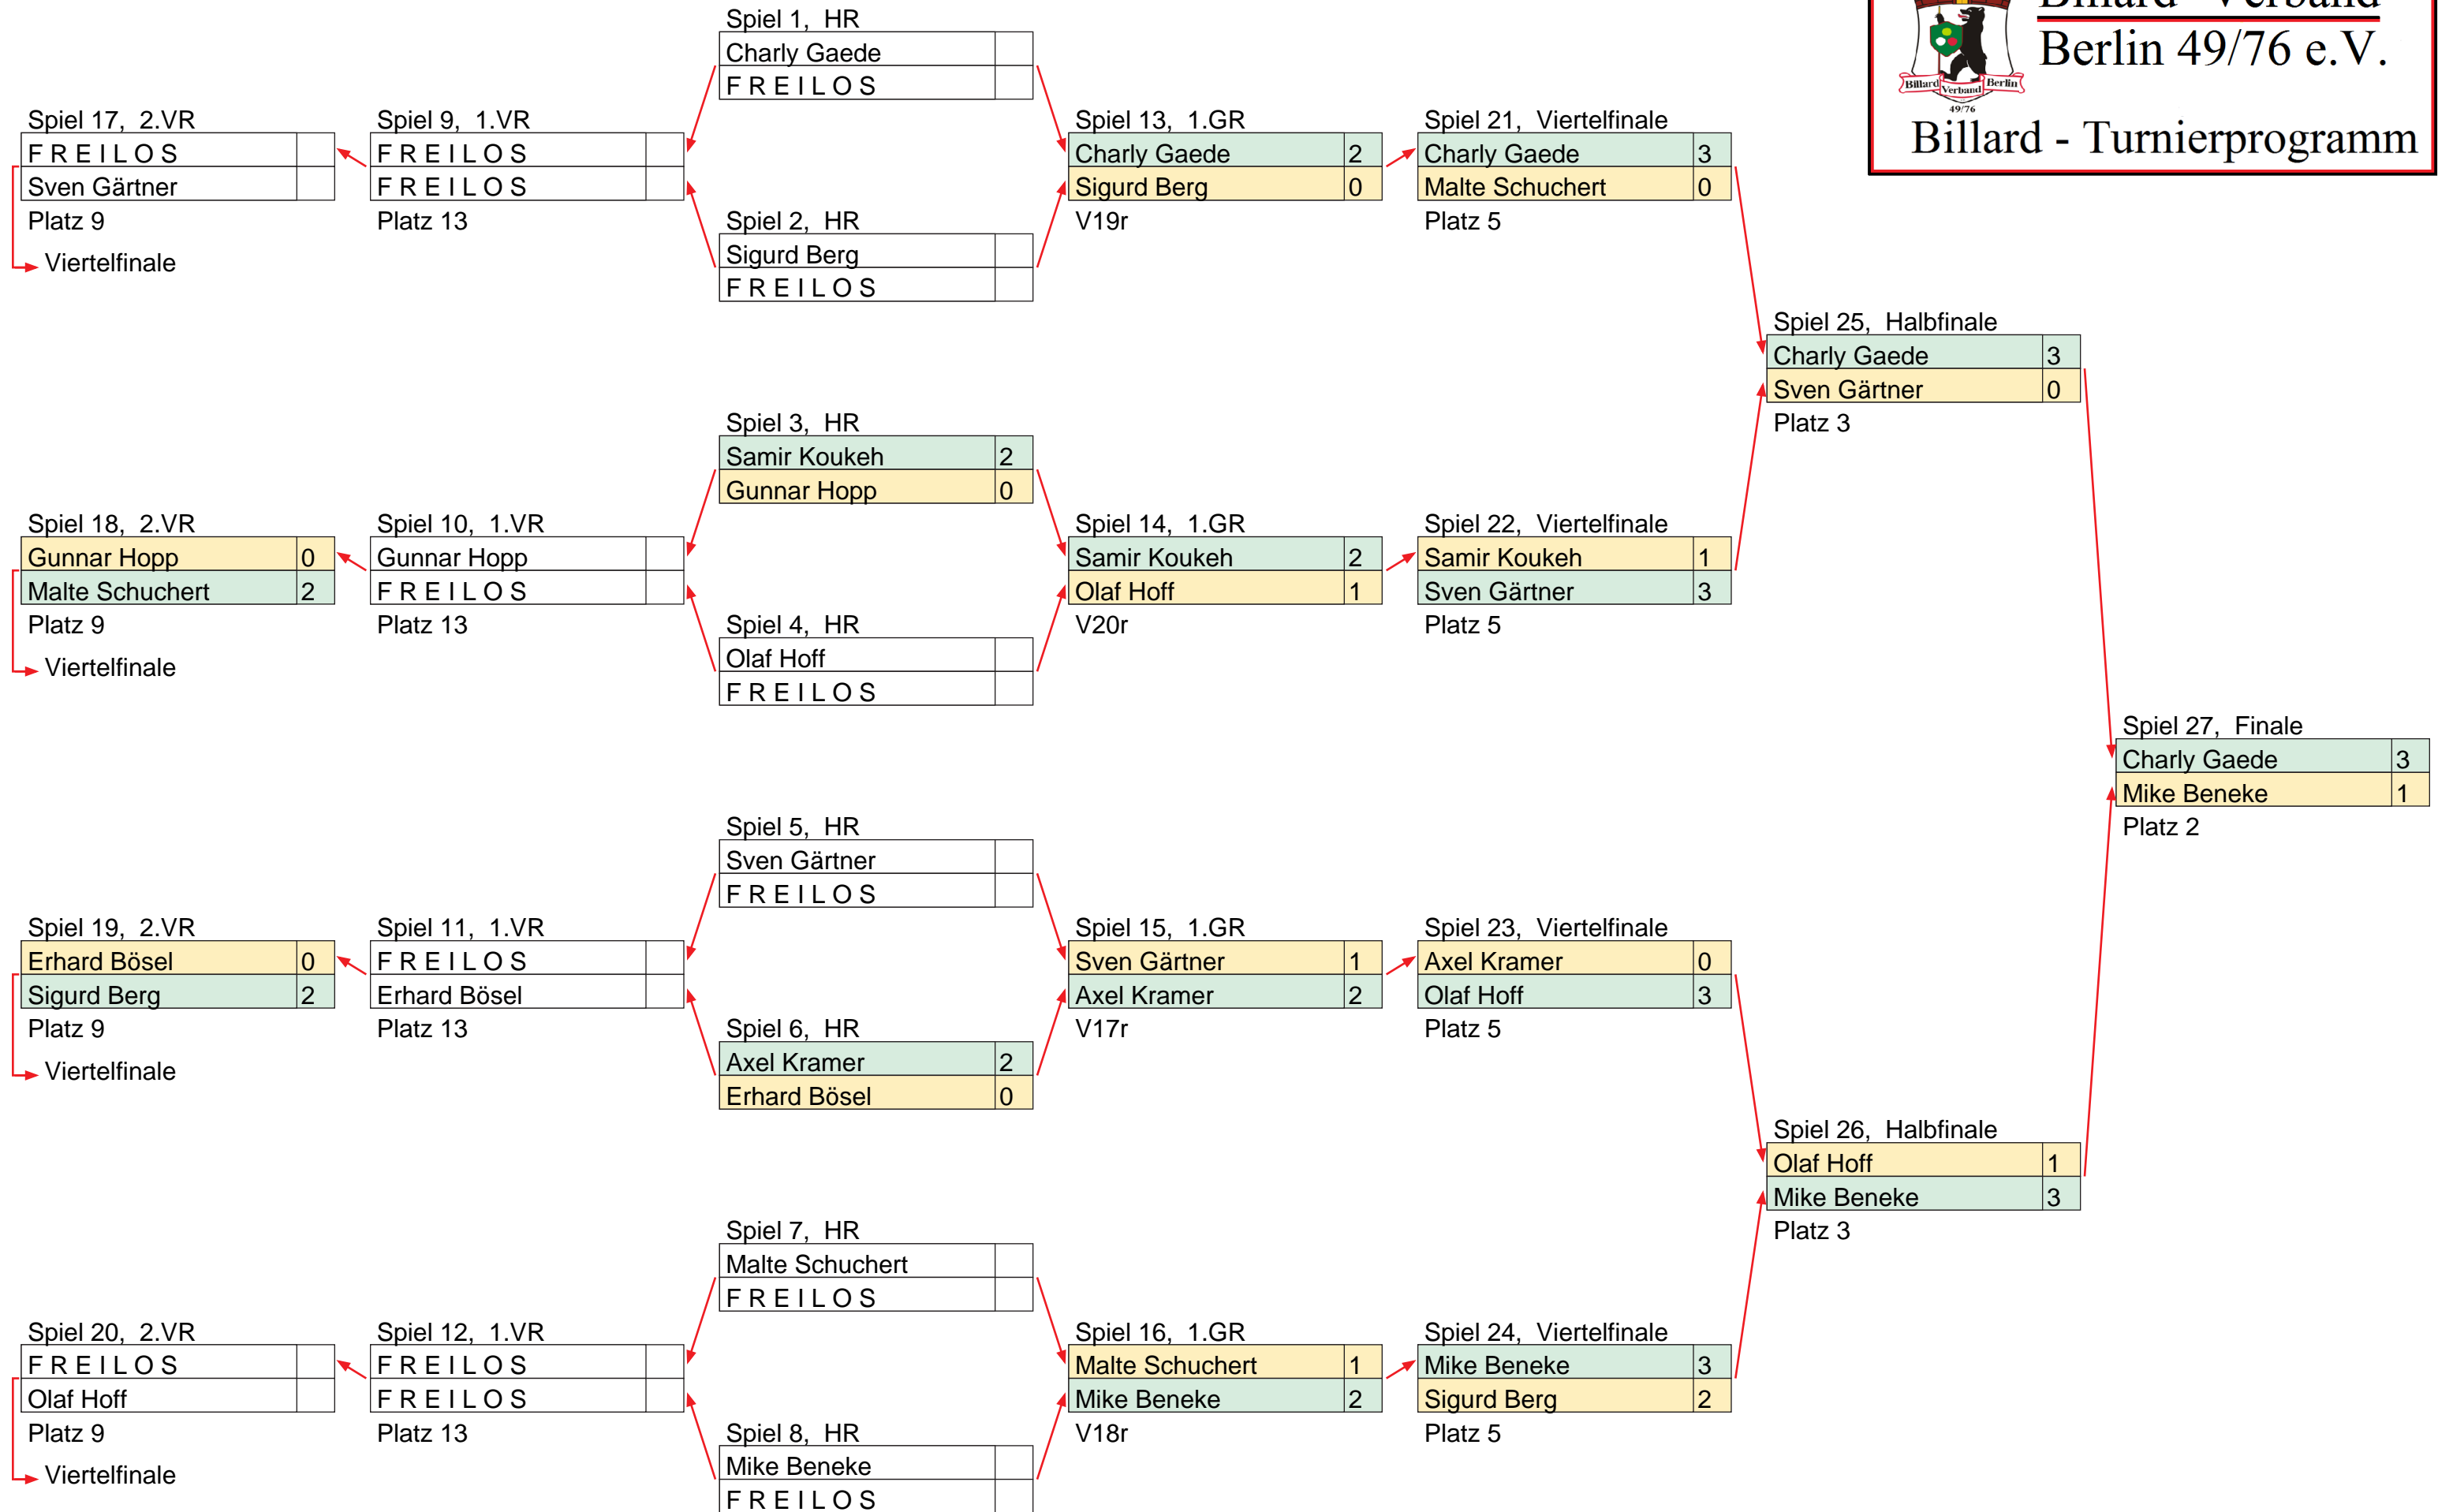 Billard - Verband
Berlin 49/76 e.V.
Billard Verband Berlin
49/76
Billard - Turnierprogramm
Spiel 17, 2.VR
F R E I L O S
Sven Gärtner
Platz 9
Viertelfinale
Spiel 18, 2.VR
Gunnar Hopp 0
Malte Schuchert 2
Platz 9
Viertelfinale
Spiel 19, 2.VR
Erhard Bösel 0
Sigurd Berg 2
Platz 9
Viertelfinale
Spiel 20, 2.VR
F R E I L O S
Olaf Hoff
Platz 9
Viertelfinale
Spiel 9, 1.VR
F R E I L O S
F R E I L O S
Platz 13
Spiel 10, 1.VR
Gunnar Hopp
F R E I L O S
Platz 13
Spiel 11, 1.VR
F R E I L O S
Erhard Bösel
Platz 13
Spiel 12, 1.VR
F R E I L O S
F R E I L O S
Platz 13
Spiel 1, HR
Charly Gaede
F R E I L O S
Spiel 2, HR
Sigurd Berg
F R E I L O S
Spiel 3, HR
Samir Koukeh 2
Gunnar Hopp 0
Spiel 4, HR
Olaf Hoff
F R E I L O S
Spiel 5, HR
Sven Gärtner
F R E I L O S
Spiel 6, HR
Axel Kramer 2
Erhard Bösel 0
Spiel 7, HR
Malte Schuchert
F R E I L O S
Spiel 8, HR
Mike Beneke
F R E I L O S
Spiel 13, 1.GR
Charly Gaede 2
Sigurd Berg 0
V19r
Spiel 14, 1.GR
Samir Koukeh 2
Olaf Hoff 1
V20r
Spiel 15, 1.GR
Sven Gärtner 1
Axel Kramer 2
V17r
Spiel 16, 1.GR
Malte Schuchert 1
Mike Beneke 2
V18r
Spiel 21, Viertelfinale
Charly Gaede 3
Malte Schuchert 0
Platz 5
Spiel 22, Viertelfinale
Samir Koukeh 1
Sven Gärtner 3
Platz 5
Spiel 23, Viertelfinale
Axel Kramer 0
Olaf Hoff 3
Platz 5
Spiel 24, Viertelfinale
Mike Beneke 3
Sigurd Berg 2
Platz 5
Spiel 25, Halbfinale
Charly Gaede 3
Sven Gärtner 0
Platz 3
Spiel 26, Halbfinale
Olaf Hoff 1
Mike Beneke 3
Platz 3
Spiel 27, Finale
Charly Gaede 3
Mike Beneke 1
Platz 2